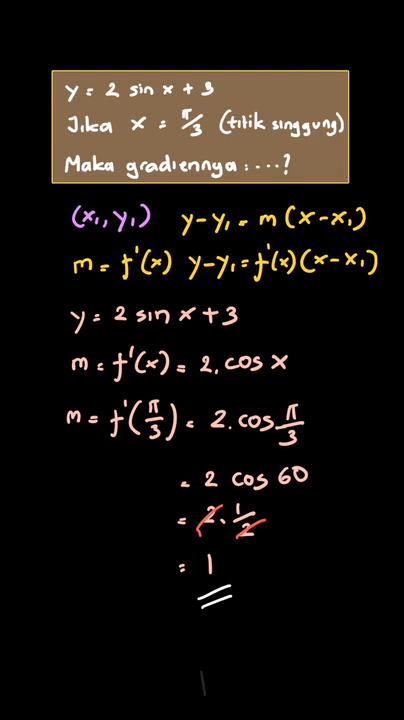 y = 2 sin x + 3
Jika x = π/3 (titik singgung)
Maka gradiennya : ....?
(x₁, y₁) y - y₁ = m (x - x₁)
m = f'(x) y - y₁ = f'(x) (x - x₁)
y = 2 sin x + 3
m = f'(x) = 2. cos x
m = f'(π/3) = 2. cos π/3
= 2 cos 60
= 2. 1/2
= 1